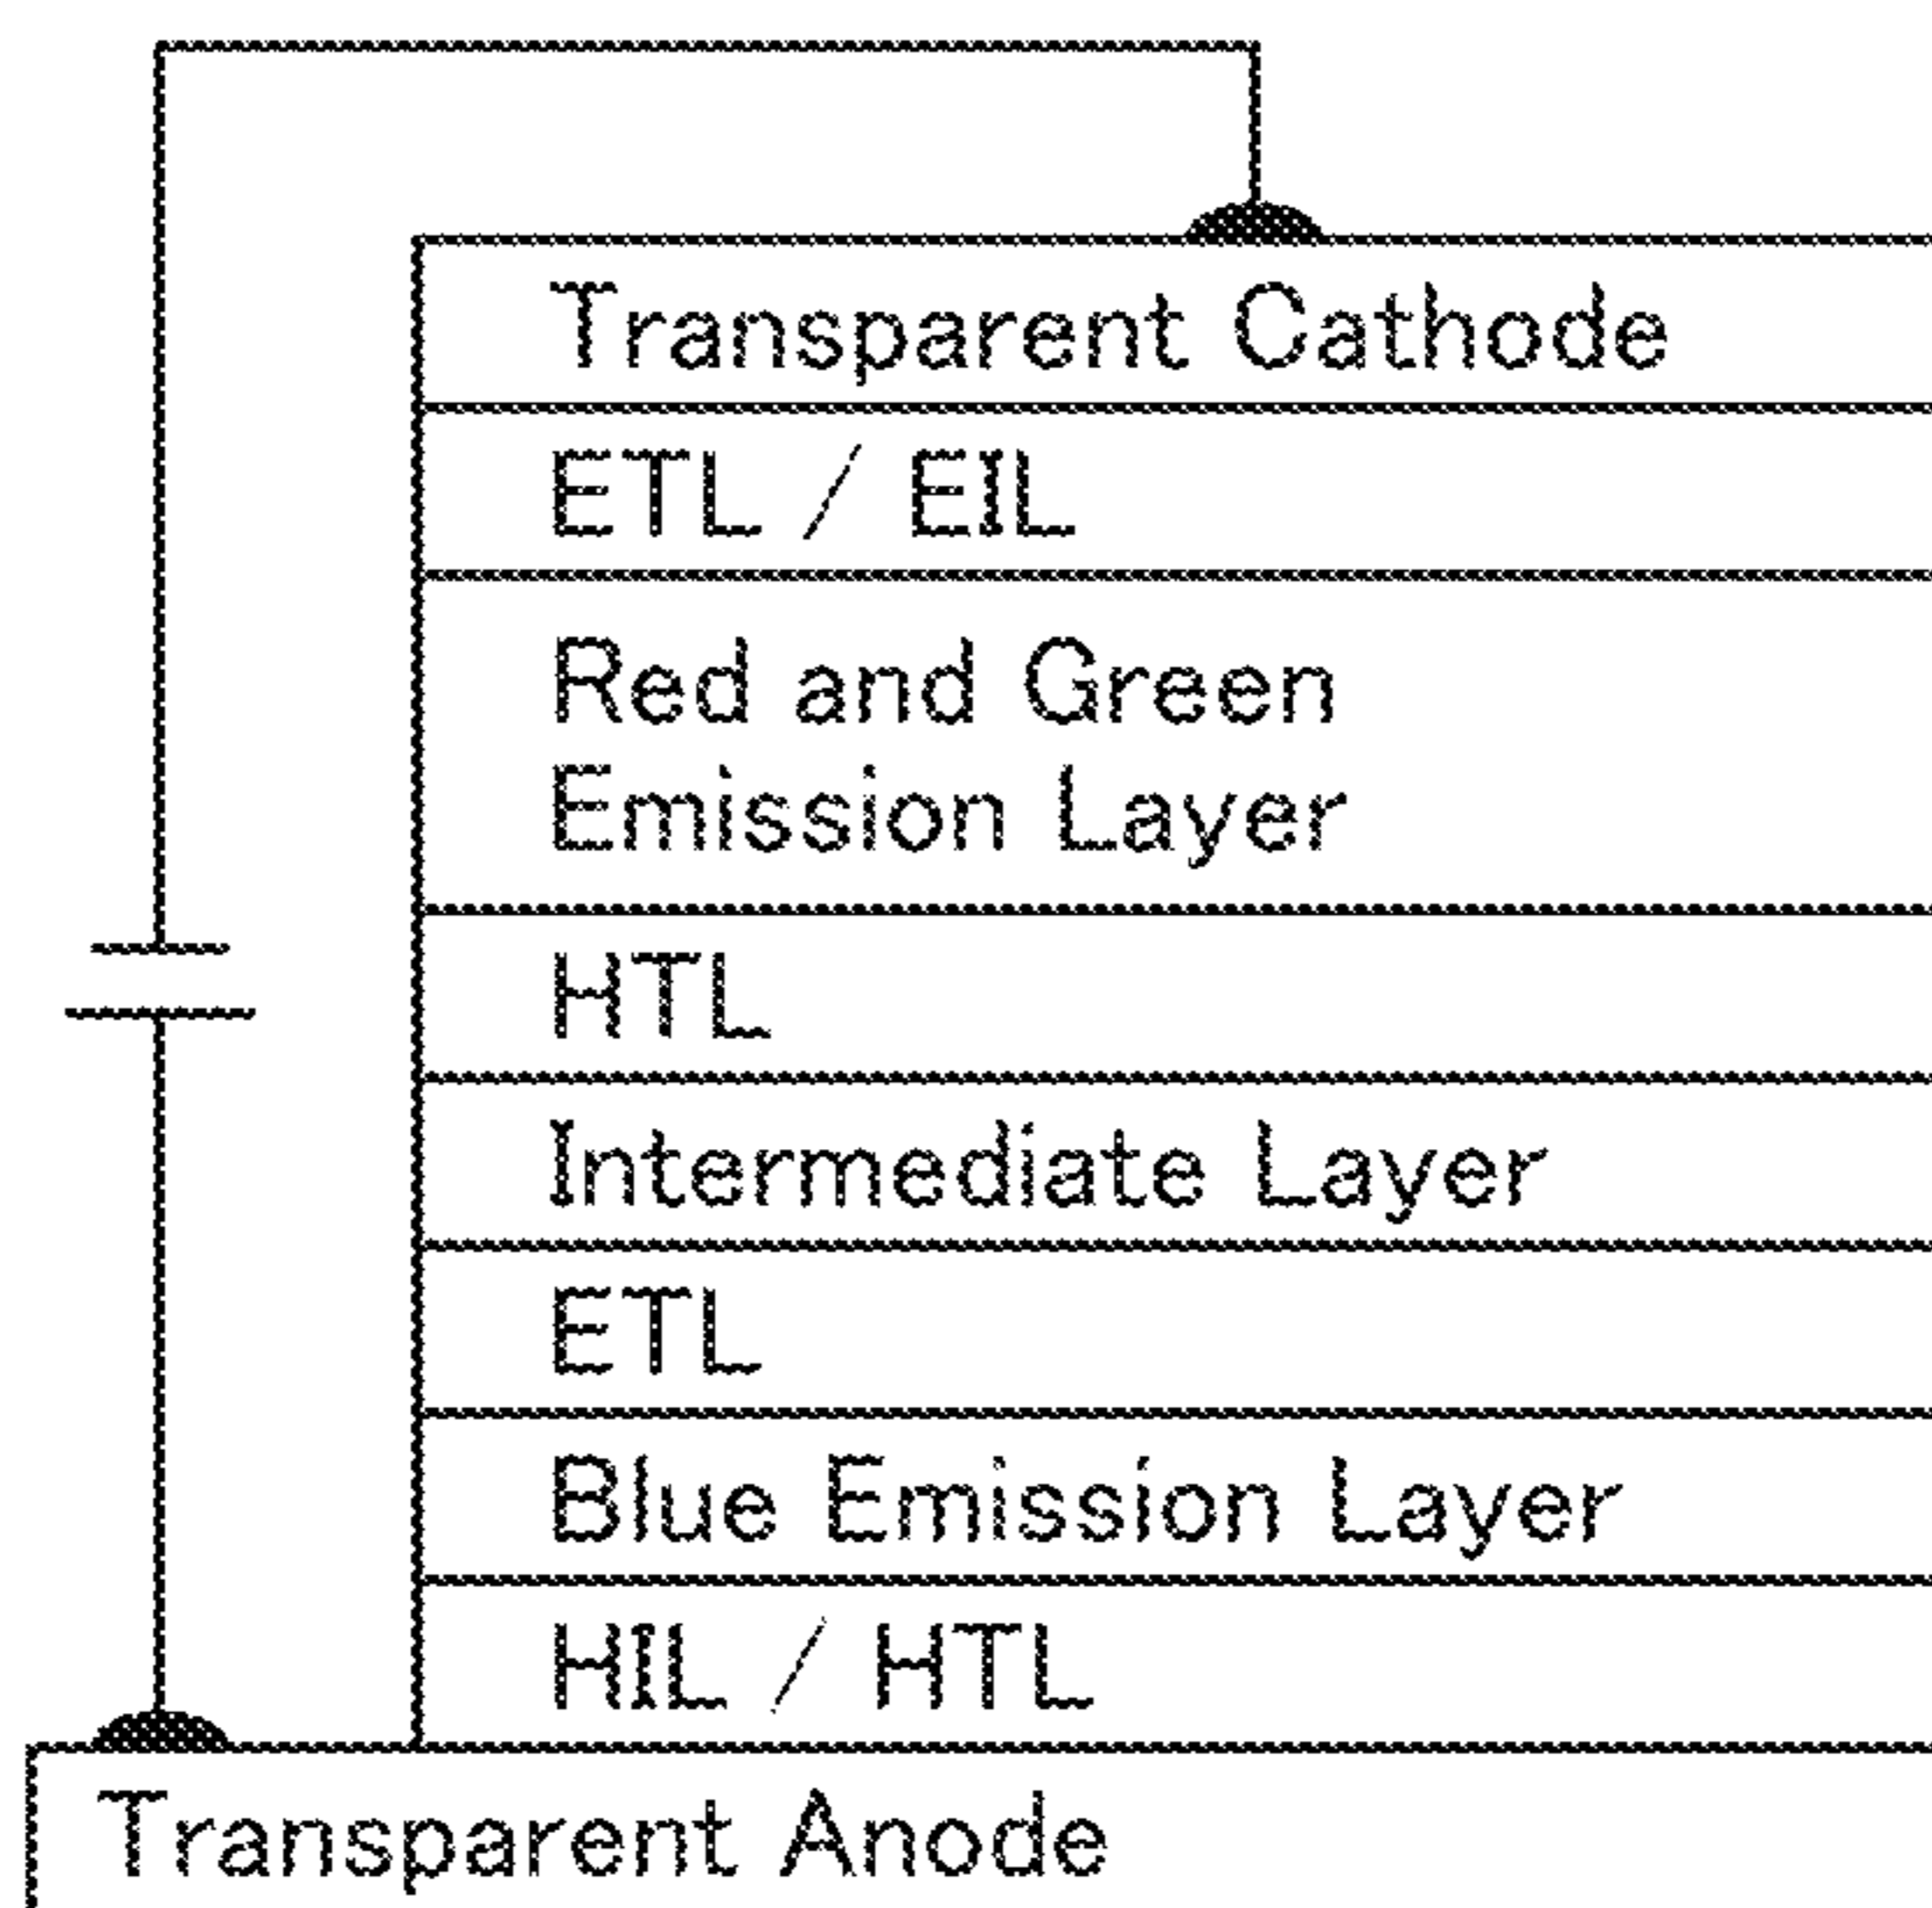 Transparent Cathode
ETL / EIL
Red and Green
Emission Layer
HTL
Intermediate Layer
ETL
Blue Emission Layer
HIL / HTL
Transparent Anode